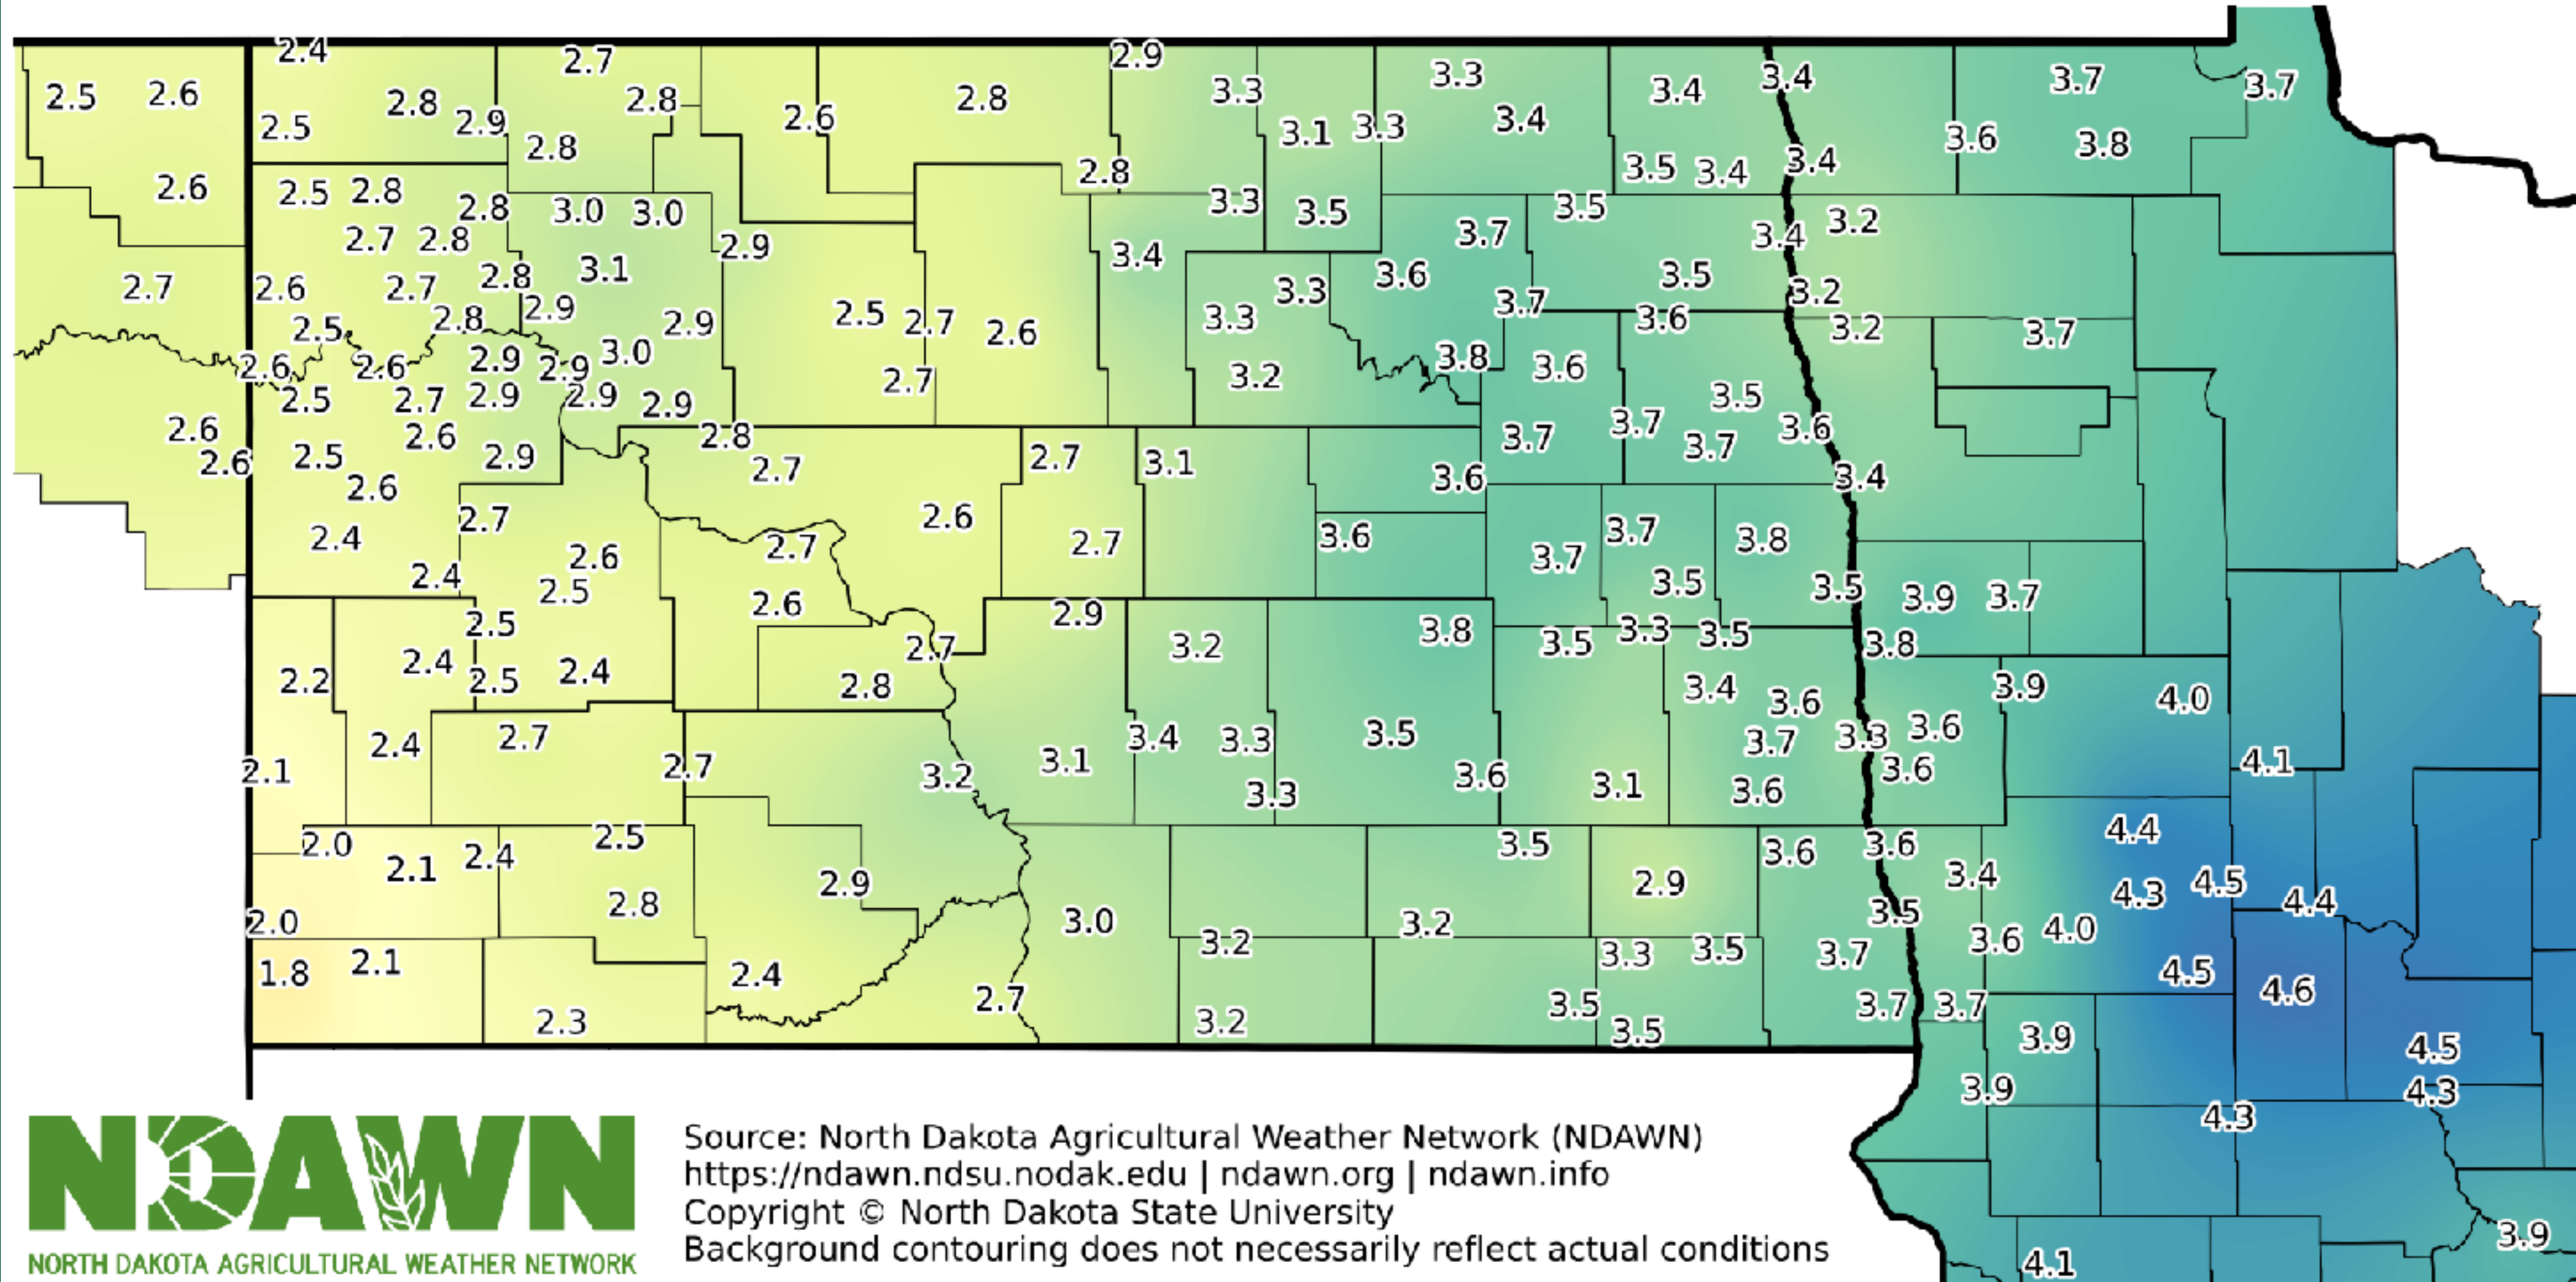 2.4 2.7 2.9
2.5 2.6 2.8 2.8 2.6 2.8 3.3 3.3 3.4 3.4 3.7 3.7
2.5 2.9 2.8 3.1 3.3 3.4 3.6 3.8
2.6 2.8 3.5 3.4 3.4
2.5 2.8 2.8 3.0 3.0 3.3 3.5 3.5
2.7 2.8 2.9 3.4 3.7 3.4 3.2
2.7 2.6 2.7 2.8 3.1 3.3 3.6 3.5 3.2
2.5 2.8 2.9 2.9 2.5 2.7 2.6 3.3 3.7 3.6 3.2 3.7
2.6 2.6 2.9 2.9 3.0 2.7 3.2 3.8 3.6
2.5 2.7 2.9 2.9 2.9 3.5
2.6 2.6 2.8 3.7 3.7 3.7 3.6
2.6 2.5 2.9 2.7 2.7 3.1 3.6 3.4
2.6
2.4 2.7 2.6 2.7 2.6 2.7 3.6 3.7 3.7 3.8
2.4 2.5 2.6 3.5 3.5 3.9 3.7
2.5 2.7 2.9 3.2 3.8 3.5 3.3 3.5 3.8
2.2 2.4 2.5 2.4 2.8 3.4 3.6 3.9 4.0
2.4 2.7 3.4 3.3 3.5 3.7 3.3 3.6
2.1 2.7 3.2 3.1 3.3 3.6 3.1 3.6 3.6 4.1
2.0 2.1 2.4 2.5 3.5 3.6 3.6 4.4
2.8 2.9 2.9 3.4 4.3 4.5 4.4
2.0 3.0 3.2 3.2 3.5 3.6 4.0
1.8 2.1 2.4 3.3 3.5 3.7 4.5
2.3 2.7 3.2 3.5 3.5 3.7 3.7 4.6
3.9 4.5
3.9 4.3
4.3
NDAWN
NORTH DAKOTA AGRICULTURAL WEATHER NETWORK
Source: North Dakota Agricultural Weather Network (NDAWN)
https://ndawn.ndsu.nodak.edu | ndawn.org | ndawn.info
Copyright © North Dakota State University
Background contouring does not necessarily reflect actual conditions
3.9
4.1